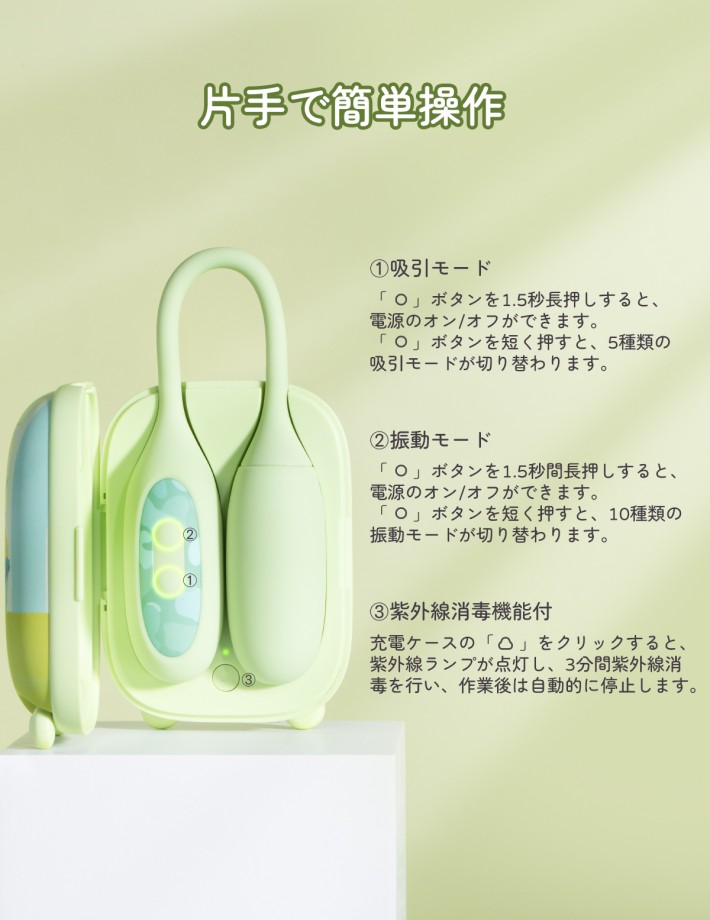 片手で簡単操作
①吸引モード
「 ○ 」ボタンを1.5秒長押しすると、
電源のオン/オフができます。
「 ○ 」ボタンを短く押すと、5種類の
吸引モードが切り替わります。
②振動モード
「 ○ 」ボタンを1.5秒間長押しすると、
電源のオン/オフができます。
「 ○ 」ボタンを短く押すと、10種類の
振動モードが切り替わります。
②
①
③紫外線消毒機能付
充電ケースの「 △ 」をクリックすると、
紫外線ランプが点灯し、3分間紫外線消
毒を行い、作業後は自動的に停止します。
③